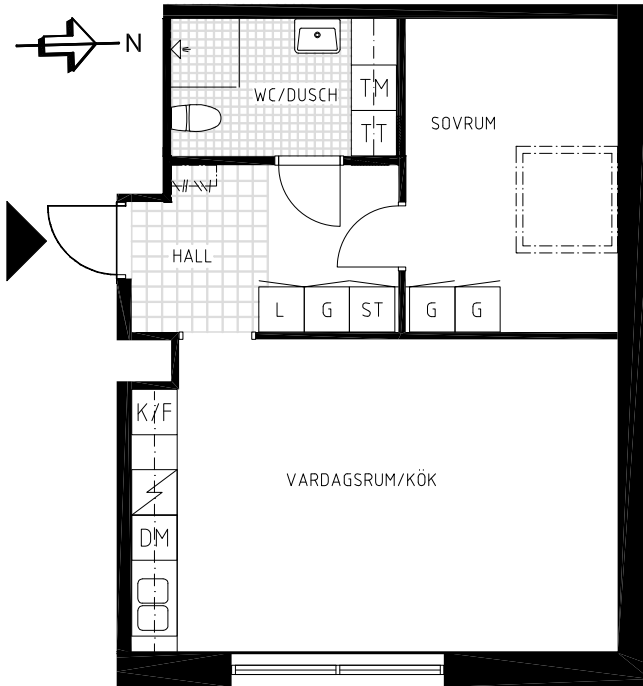 N
WC/DUSCH
TM
TT
SOVRUM
HALL
L G ST G G
K/F
VARDAGSRUM/KÖK
DM